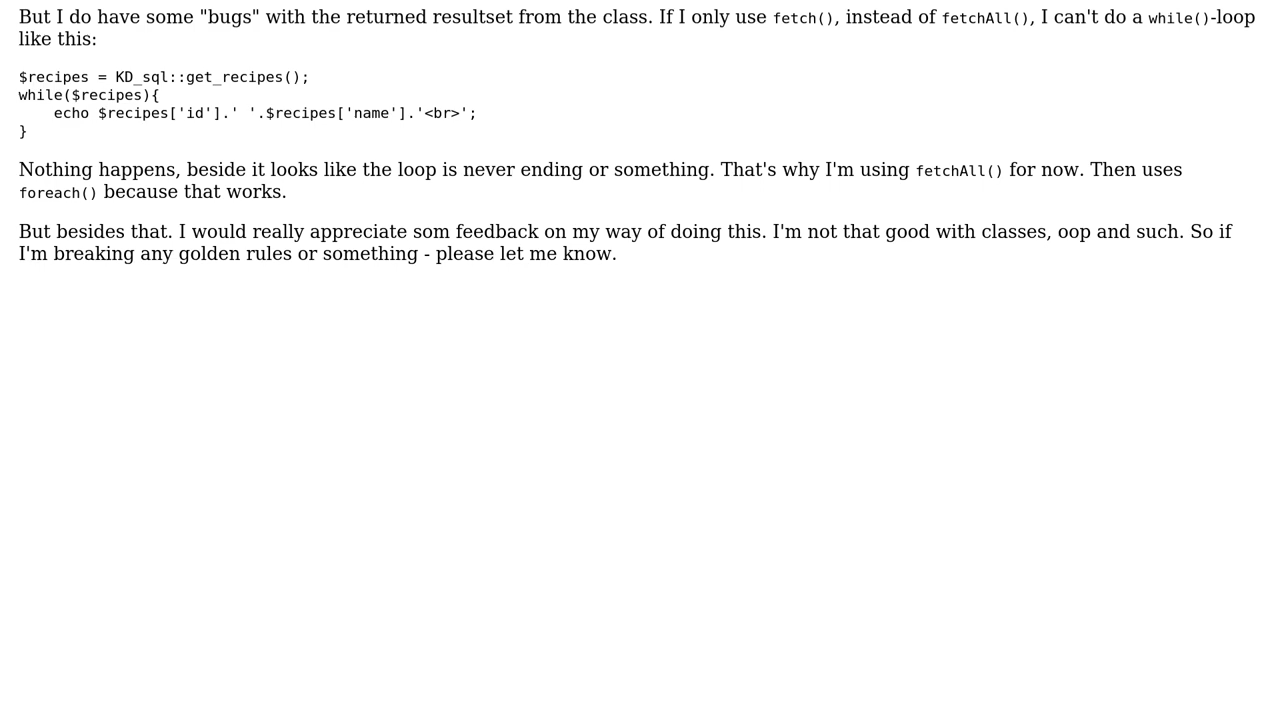 But I do have some "bugs" with the returned resultset from the class. If I only use fetch(), instead of fetchAll(), I can't do a while()-loop
like this:
$recipes = KD_sql::get_recipes();
while($recipes){
    echo $recipes['id'].' '.$recipes['name'].'<br>';
}
Nothing happens, beside it looks like the loop is never ending or something. That's why I'm using fetchAll() for now. Then uses
foreach() because that works.
But besides that. I would really appreciate som feedback on my way of doing this. I'm not that good with classes, oop and such. So if
I'm breaking any golden rules or something - please let me know.